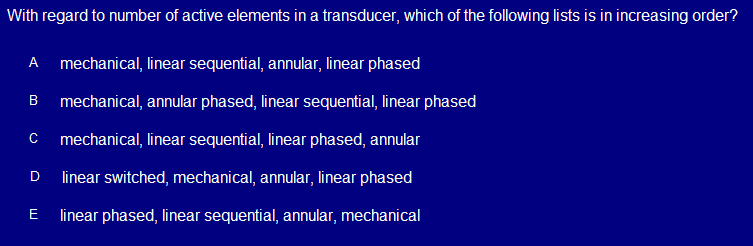 With regard to number of active elements in a transducer, which of the following lists is in increasing order?
A mechanical, linear sequential, annular, linear phased
B mechanical, annular phased, linear sequential, linear phased
C mechanical, linear sequential, linear phased, annular
D linear switched, mechanical, annular, linear phased
E linear phased, linear sequential, annular, mechanical